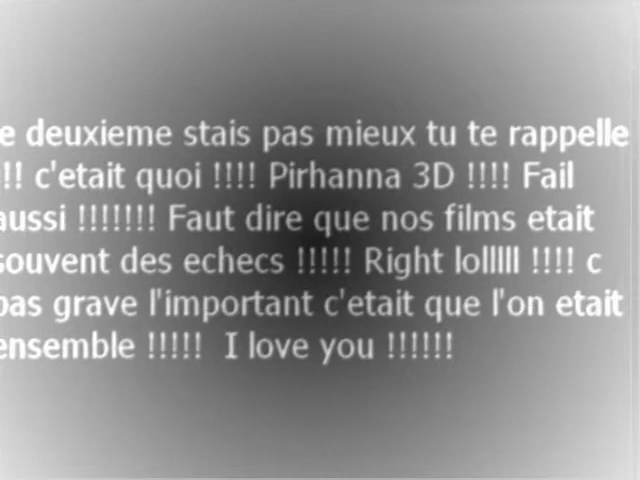 e deuxieme stais pas mieux tu te rappelle
!! c'etait quoi !!!! Pirhanna 3D !!!! Fail
aussi !!!!!!! Faut dire que nos films etait
souvent des echecs !!!!! Right lolllll !!!! c
pas grave l'important c'etait que l'on etait
ensemble !!!!! I love you !!!!!!